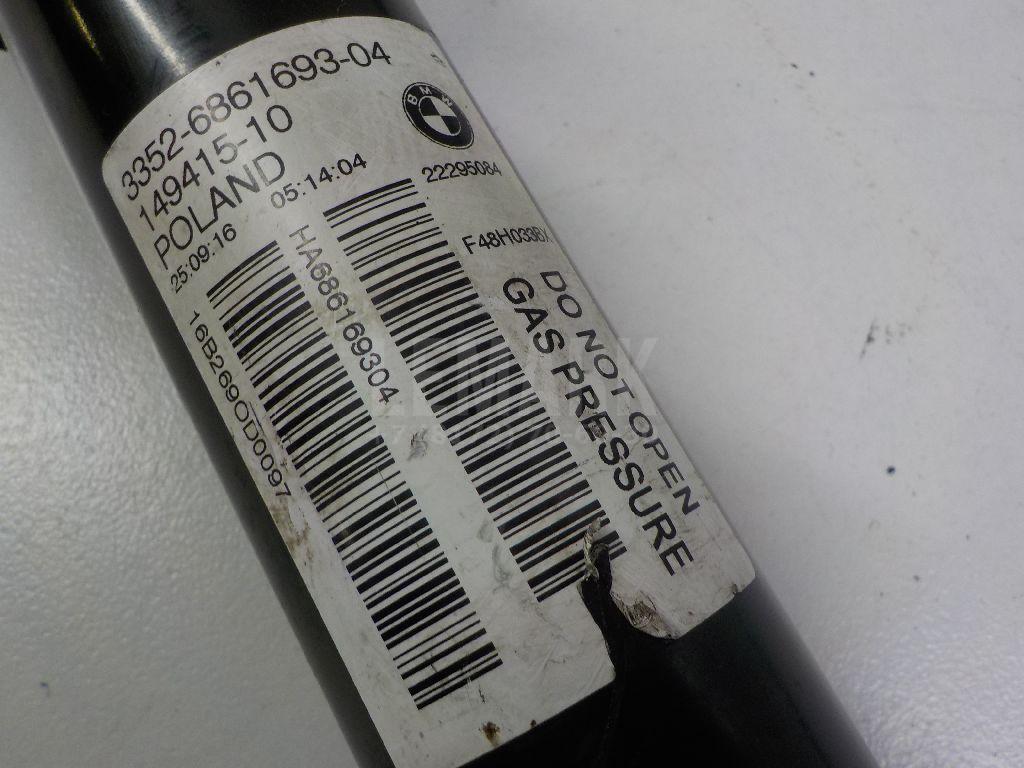 3352-6861693-04
149415-10
POLAND
25:09:16 05:14:04
BMW
22295084
F48H033BX
HA686169304
16B269OD0097
DO NOT OPEN
GAS PRESSURE